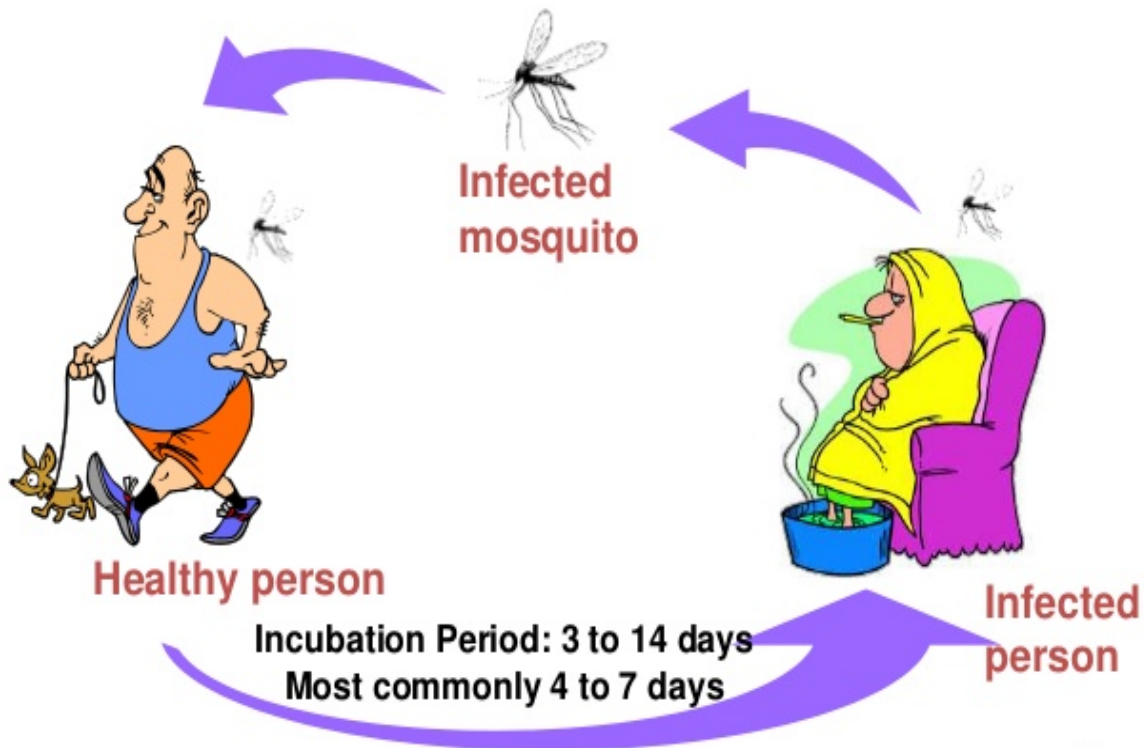 Infected
mosquito
Healthy person
Infected
person
Incubation Period: 3 to 14 days
Most commonly 4 to 7 days